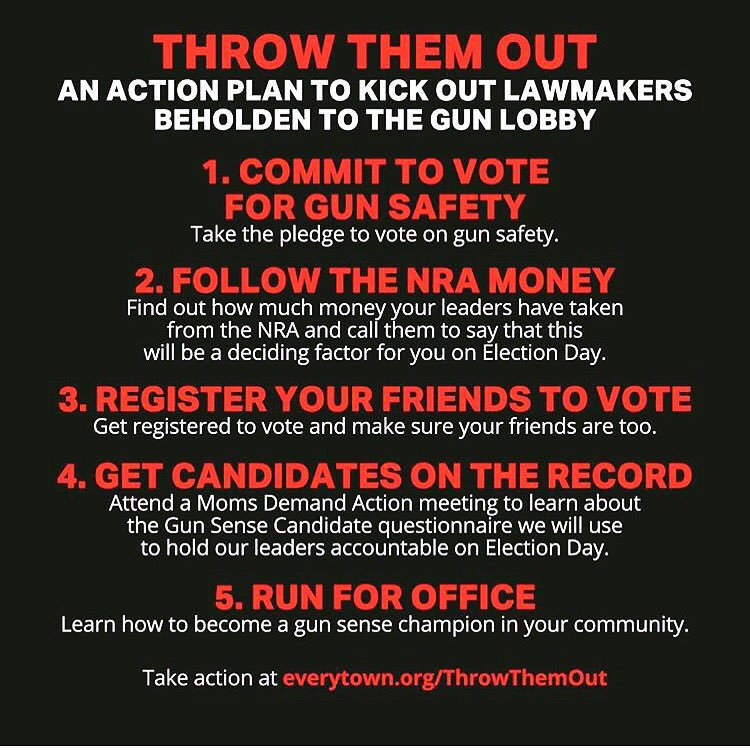 THROW THEM OUT
AN ACTION PLAN TO KICK OUT LAWMAKERS
BEHOLDEN TO THE GUN LOBBY
1. COMMIT TO VOTE
FOR GUN SAFETY
Take the pledge to vote on gun safety.
2. FOLLOW THE NRA MONEY
Find out how much money your leaders have taken
from the NRA and call them to say that this
will be a deciding factor for you on Election Day.
3. REGISTER YOUR FRIENDS TO VOTE
Get registered to vote and make sure your friends are too.
4. GET CANDIDATES ON THE RECORD
Attend a Moms Demand Action meeting to learn about
the Gun Sense Candidate questionnaire we will use
to hold our leaders accountable on Election Day.
5. RUN FOR OFFICE
Learn how to become a gun sense champion in your community.
Take action at everytown.org/ThrowThemOut